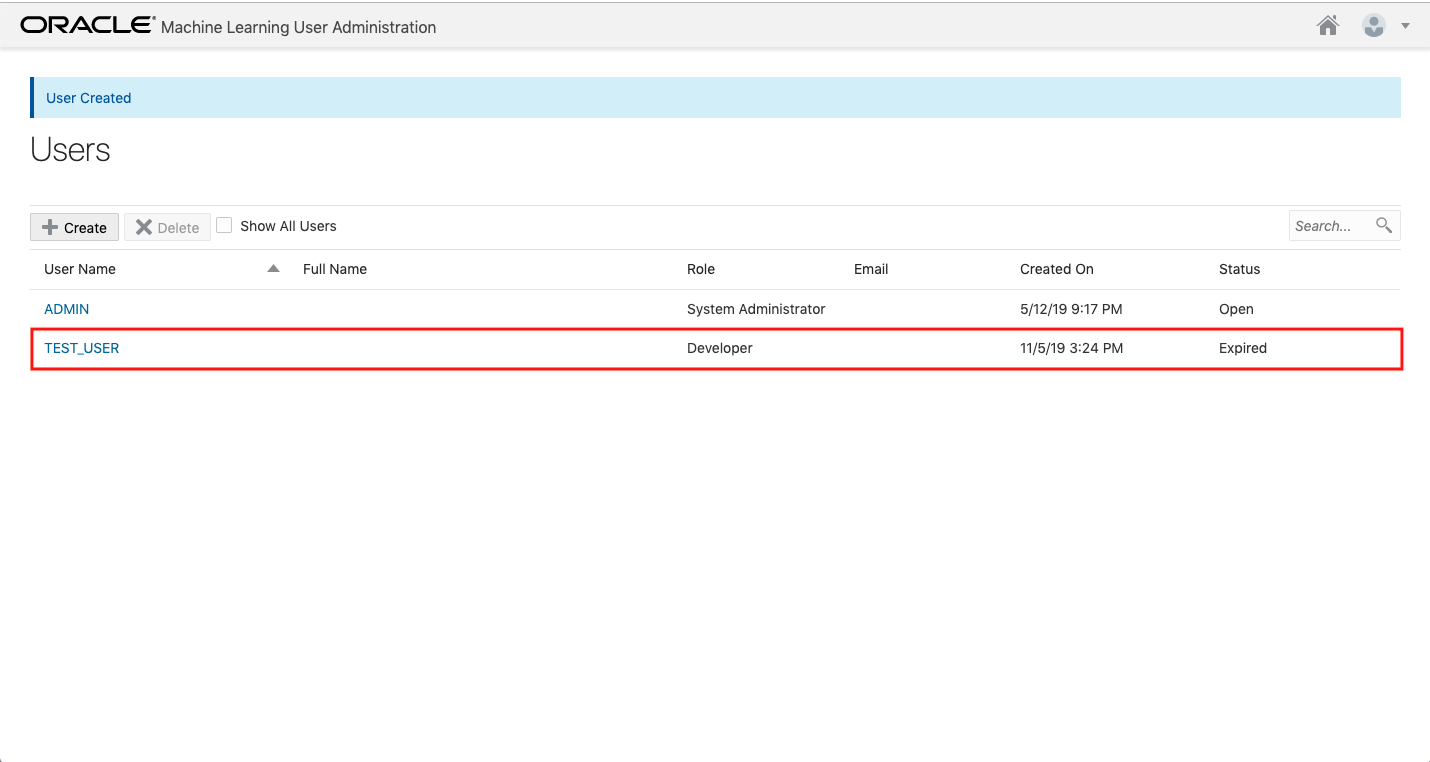 ORACLE® Machine Learning User Administration
User Created
Users
Create Delete Show All Users Search...
User Name Full Name Role Email Created On Status
ADMIN System Administrator 5/12/19 9:17 PM Open
TEST_USER Developer 11/5/19 3:24 PM Expired